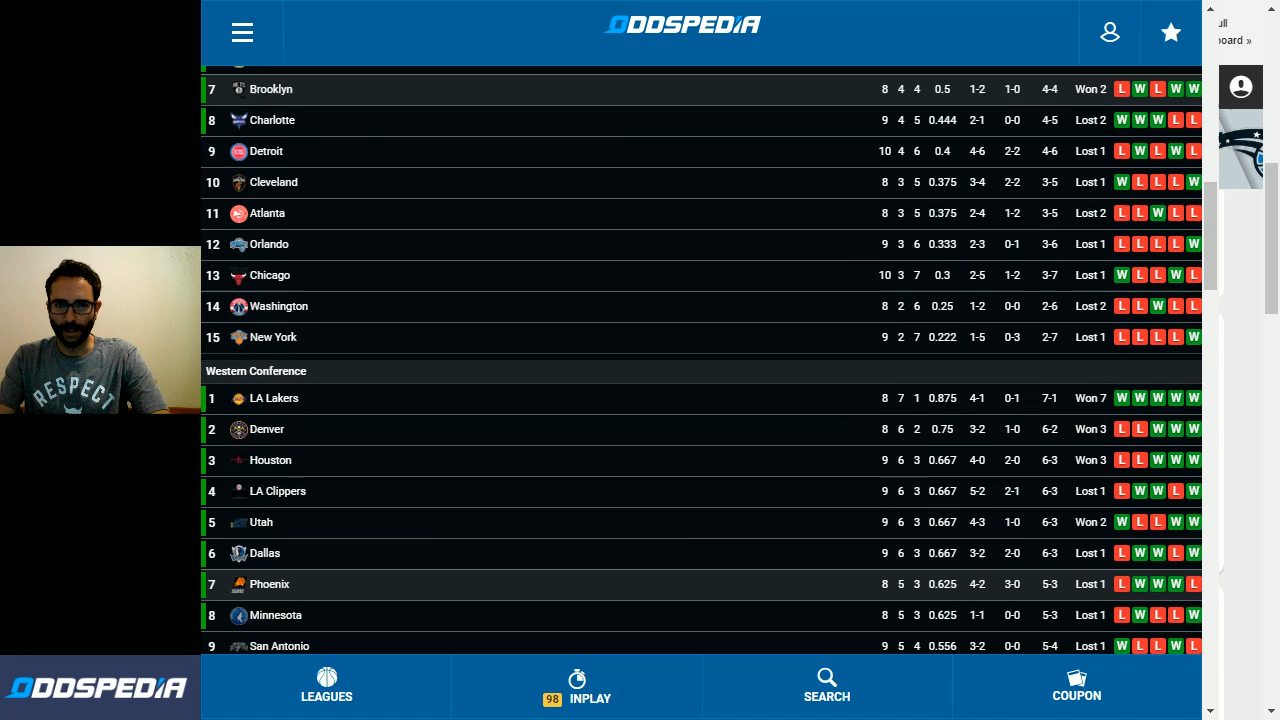 ODDSPEDIA
7 Brooklyn 8 4 4 0.5 1-2 1-0 4-4 Won 2 L W L W W
8 Charlotte 9 4 5 0.444 2-1 0-0 4-5 Lost 2 W W W L L
9 Detroit 10 4 6 0.4 4-6 2-2 4-6 Lost 1 L W L W L
10 Cleveland 8 3 5 0.375 3-4 2-2 3-5 Lost 1 W L L L W
11 Atlanta 8 3 5 0.375 2-4 1-2 3-5 Lost 2 L L W L L
12 Orlando 9 3 6 0.333 2-3 0-1 3-6 Lost 1 L L L L W
13 Chicago 10 3 7 0.3 2-5 1-2 3-7 Lost 1 W L L W L
14 Washington 8 2 6 0.25 1-2 0-0 2-6 Lost 2 L L W L L
15 New York 9 2 7 0.222 1-5 0-3 2-7 Lost 1 L L L L W
Western Conference
1 LA Lakers 8 7 1 0.875 4-1 0-1 7-1 Won 7 W W W W W
2 Denver 8 6 2 0.75 3-2 1-0 6-2 Won 3 L L W W W
3 Houston 9 6 3 0.667 4-0 2-0 6-3 Won 3 L L W W W
4 LA Clippers 9 6 3 0.667 5-2 2-1 6-3 Lost 1 L W W L W
5 Utah 9 6 3 0.667 4-3 1-0 6-3 Won 2 W L L W W
6 Dallas 9 6 3 0.667 3-2 2-0 6-3 Lost 1 L W W L W
7 Phoenix 8 5 3 0.625 4-2 3-0 5-3 Lost 1 L W W W L
8 Minnesota 8 5 3 0.625 1-1 0-0 5-3 Lost 1 L W L L W
9 San Antonio 9 5 4 0.556 3-2 0-0 5-4 Lost 1 W L L W L
LEAGUES
98 INPLAY
SEARCH
COUPON
ull
board »
RESPECT
ODDSPEDIA